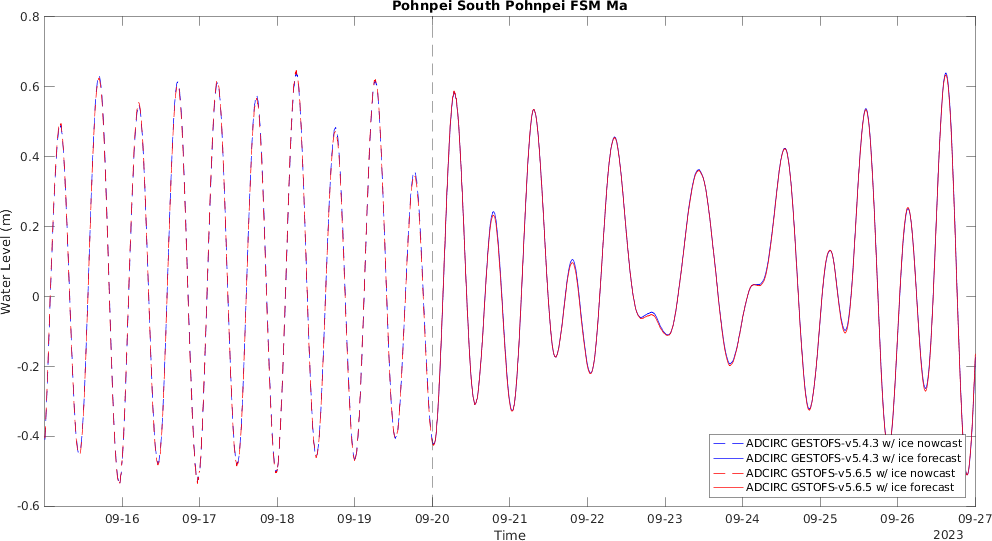 Pohnpei South Pohnpei FSM Ma
0.8
0.6
0.4
0.2
0
-0.2
-0.4
-0.6
Water Level (m)
ADCIRC GESTOFS-v5.4.3 w/ ice nowcast
ADCIRC GESTOFS-v5.4.3 w/ ice forecast
ADCIRC GSTOFS-v5.6.5 w/ ice nowcast
ADCIRC GSTOFS-v5.6.5 w/ ice forecast
09-16 09-17 09-18 09-19 09-20 09-21 09-22 09-23 09-24 09-25 09-26 09-27
Time
2023